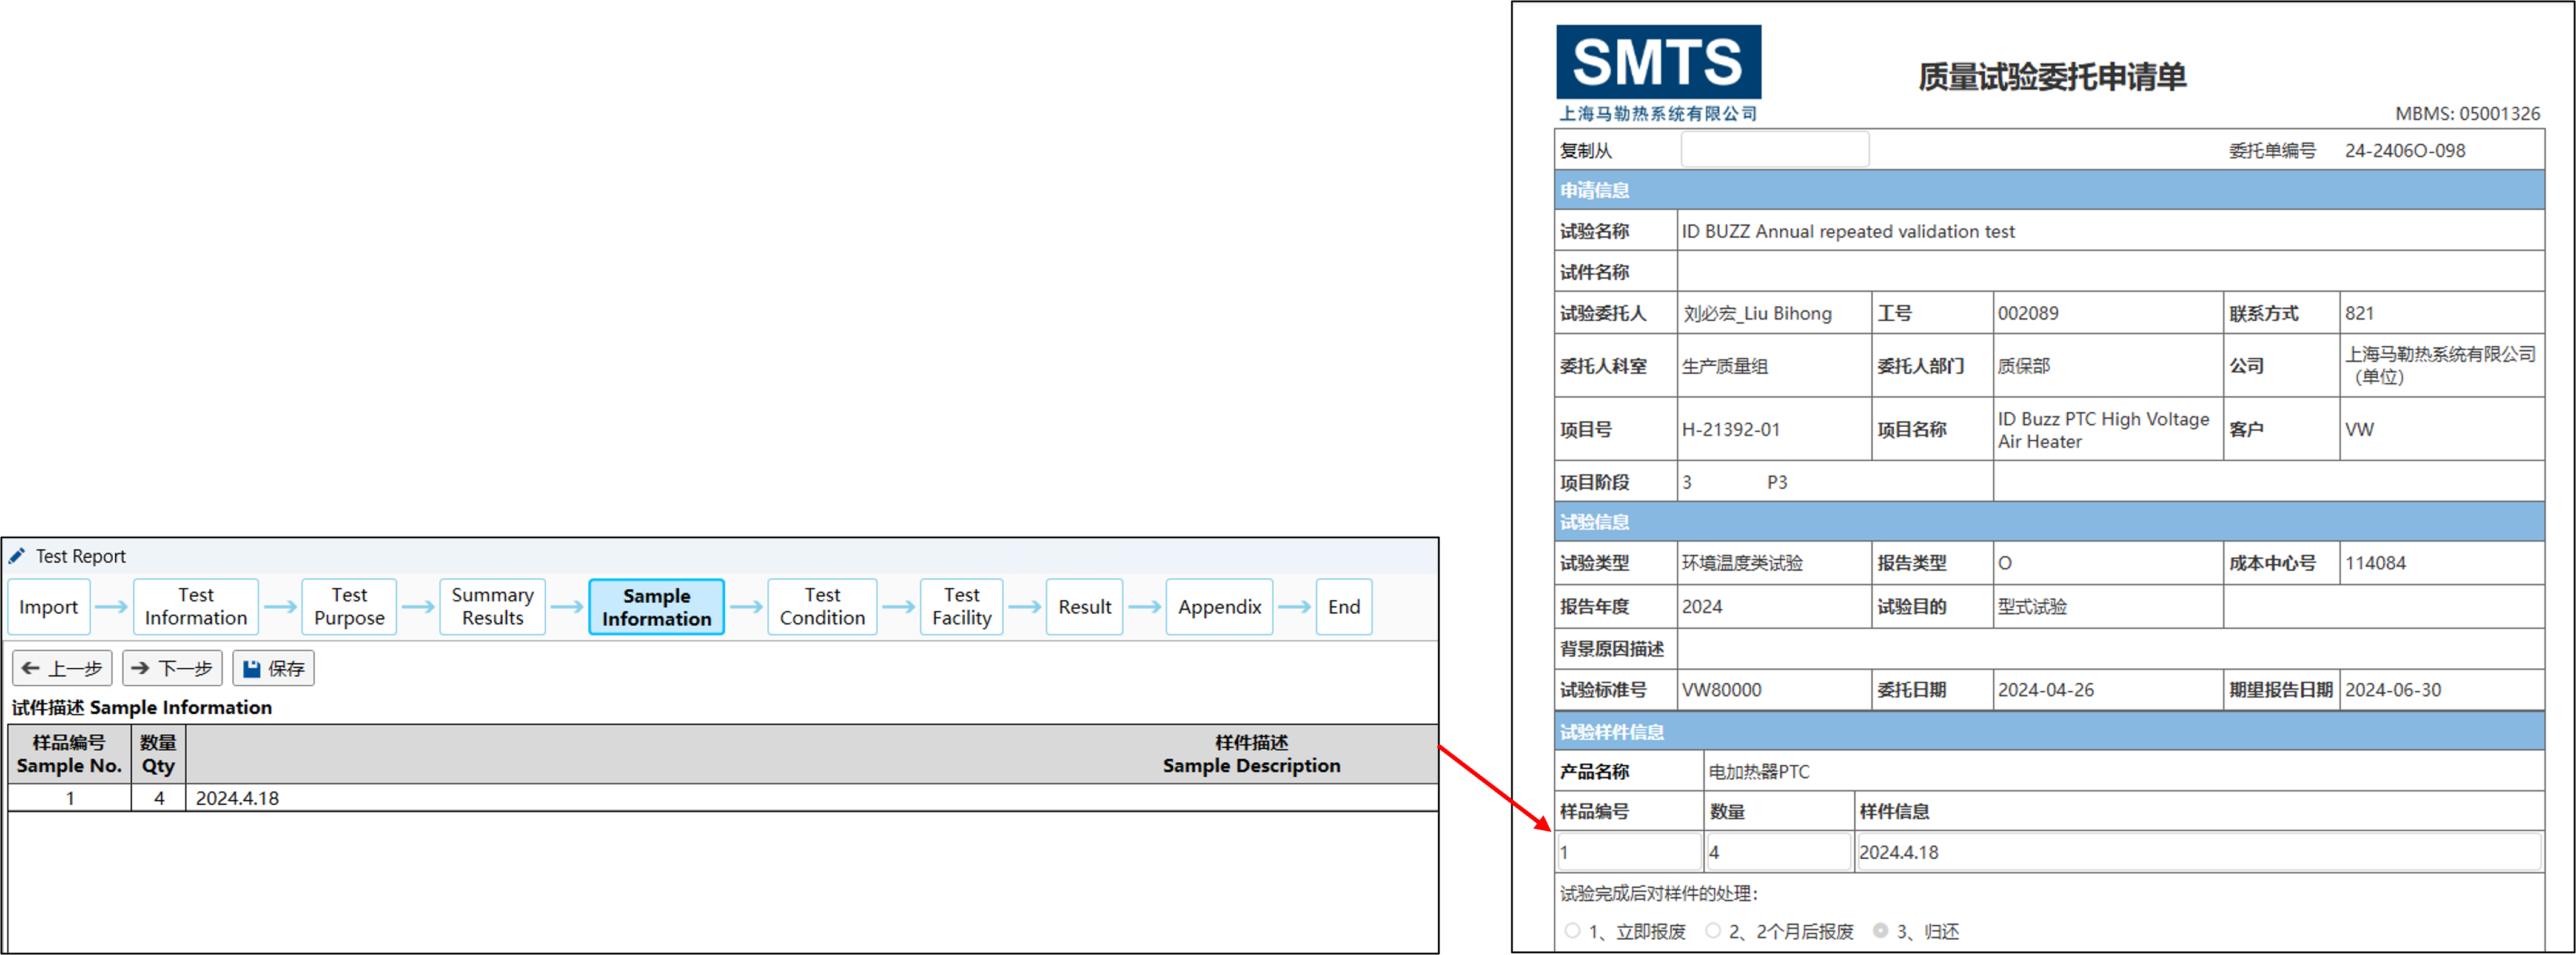 Test Report
Import
Test
Information
Test
Purpose
Summary
Results
Sample
Information
Test
Condition
Test
Facility
Result
Appendix
End
上一步
下一步
保存
试件描述 Sample Information
样品编号
Sample No.
数量
Qty
样件描述
Sample Description
1 4 2024.4.18
SMTS
上海马勒热系统有限公司
质量试验委托申请单
MBMS: 05001326
复制从 委托单编号 24-2406O-098
申请信息
试验名称 ID BUZZ Annual repeated validation test
试件名称
试验委托人 刘必宏_Liu Bihong 工号 002089 联系方式 821
委托人科室 生产质量组 委托人部门 质保部 公司 上海马勒热系统有限公司
（单位）
项目号 H-21392-01 项目名称 ID Buzz PTC High Voltage
Air Heater 客户 VW
项目阶段 3 P3
试验信息
试验类型 环境温度类试验 报告类型 O 成本中心号 114084
报告年度 2024 试验目的 型式试验
背景原因描述
试验标准号 VW80000 委托日期 2024-04-26 期望报告日期 2024-06-30
试验样件信息
产品名称 电加热器PTC
样品编号 数量 样件信息
1 4 2024.4.18
试验完成后对样件的处理：
1、立即报废 2、2个月后报废 3、归还